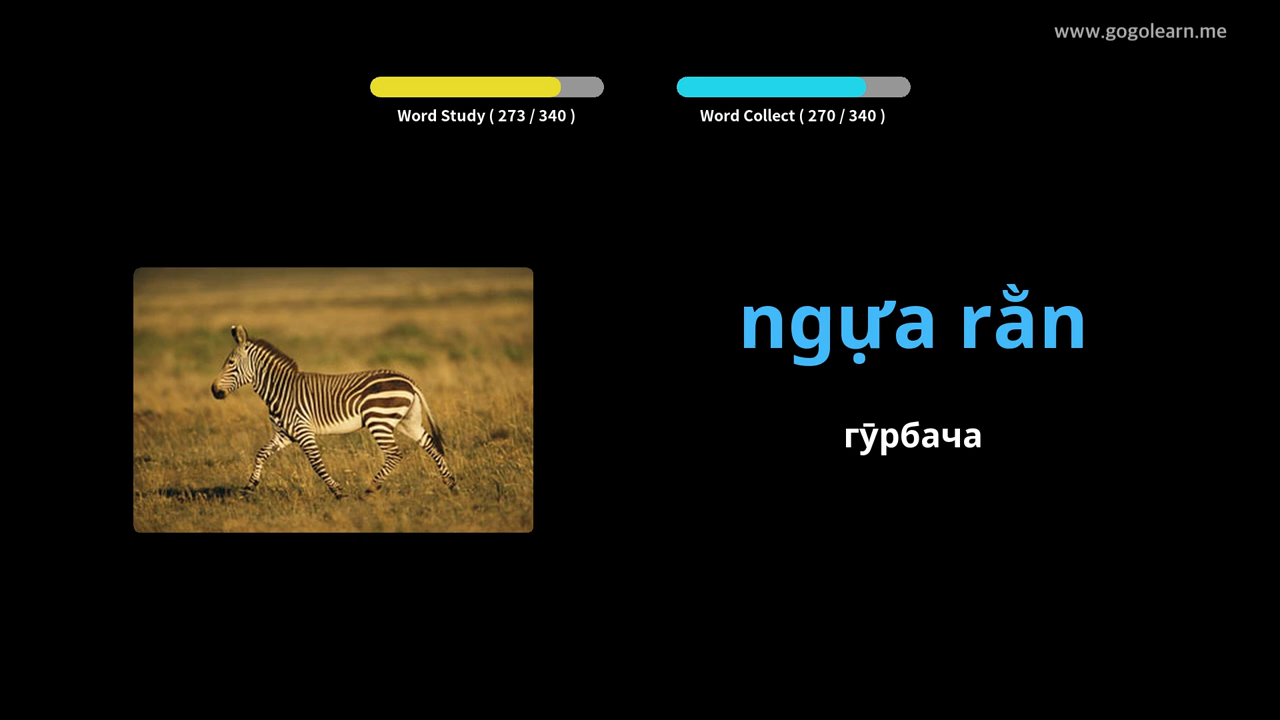 www.gogolearn.me
Word Study ( 273 / 340 )
Word Collect ( 270 / 340 )
ngựa rằn
гӯрбача